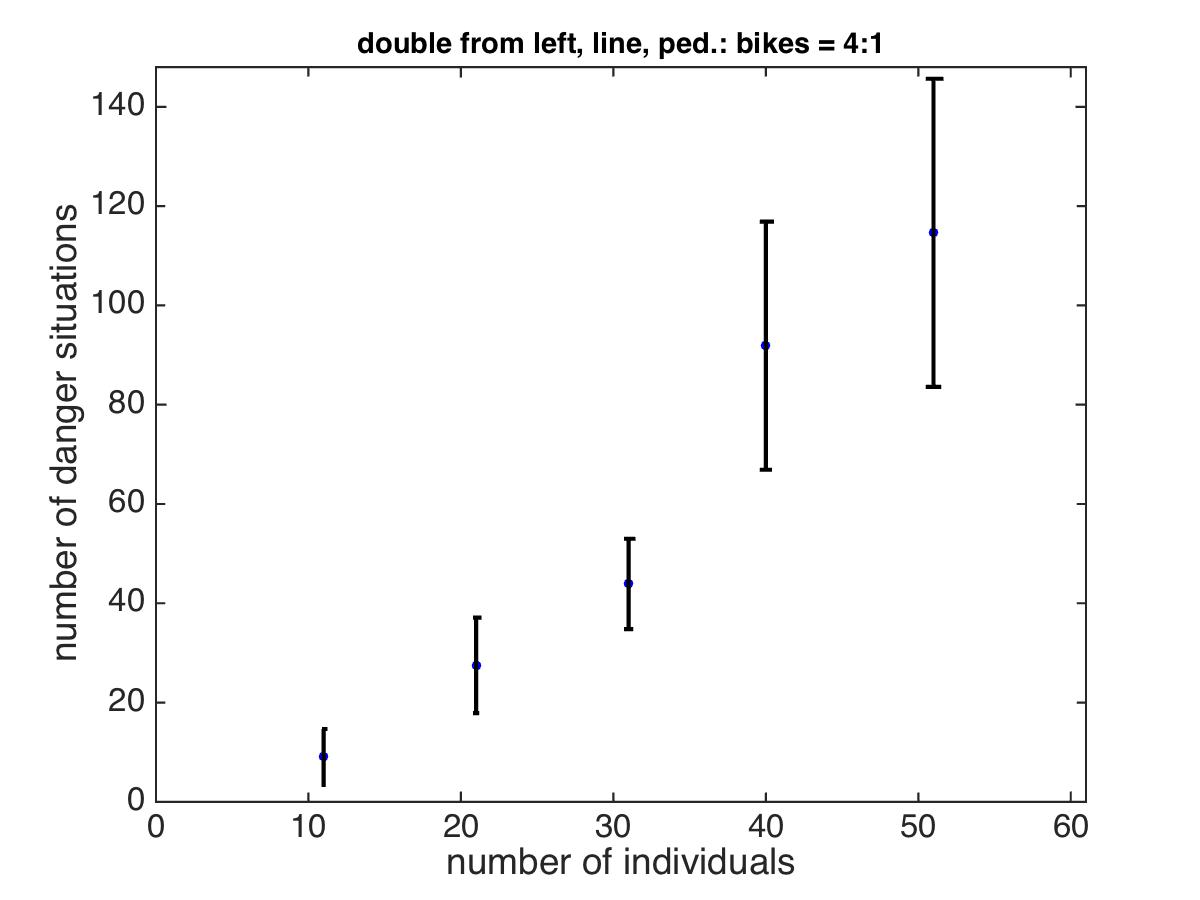 double from left, line, ped.: bikes = 4:1
140
120
100
80
60
40
20
0
number of danger situations
0 10 20 30 40 50 60
number of individuals